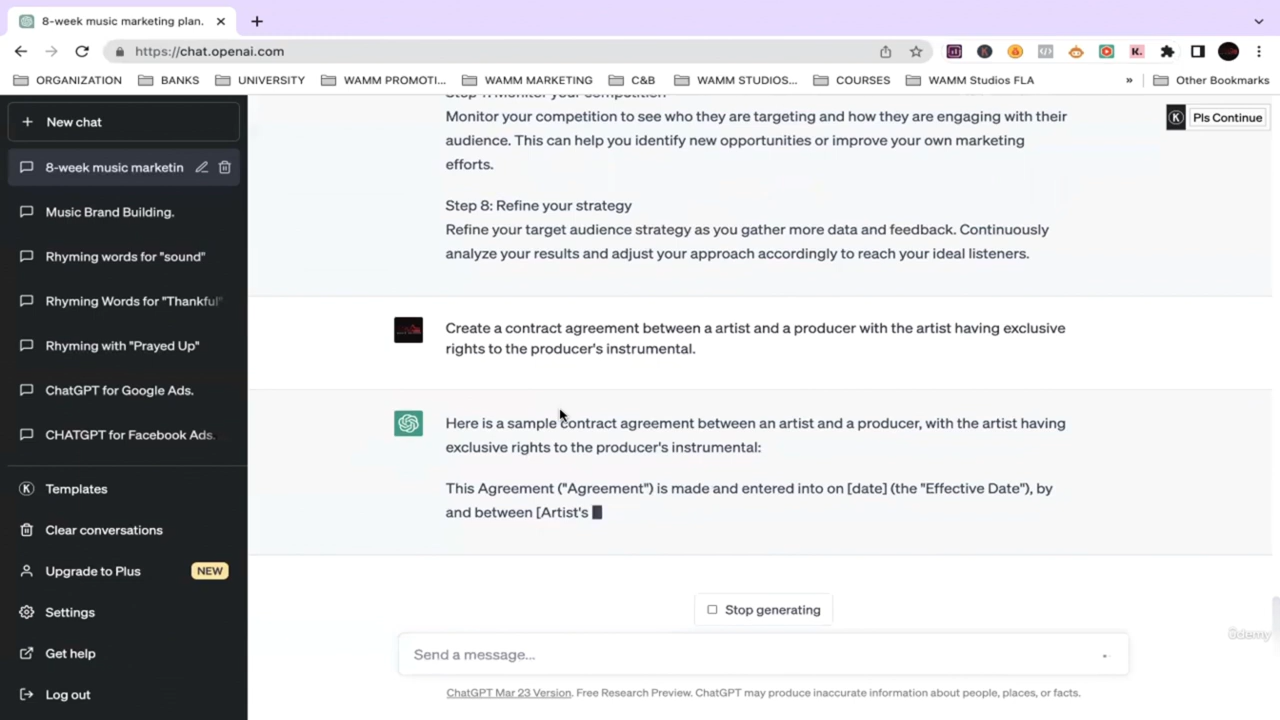 8-week music marketing plan.
https://chat.openai.com
ORGANIZATION
BANKS
UNIVERSITY
WAMM PROMOTI...
WAMM MARKETING
C&B
WAMM STUDIOS...
COURSES
WAMM Studios FLA
»
Other Bookmarks
New chat
8-week music marketin
Music Brand Building.
Rhyming words for "sound"
Rhyming Words for "Thankful"
Rhyming with "Prayed Up"
ChatGPT for Google Ads.
CHATGPT for Facebook Ads.
Templates
Clear conversations
Upgrade to Plus
NEW
Settings
Get help
Log out
Pls Continue
Monitor your competition
Monitor your competition to see who they are targeting and how they are engaging with their
audience. This can help you identify new opportunities or improve your own marketing
efforts.
Step 8: Refine your strategy
Refine your target audience strategy as you gather more data and feedback. Continuously
analyze your results and adjust your approach accordingly to reach your ideal listeners.
Create a contract agreement between a artist and a producer with the artist having exclusive
rights to the producer's instrumental.
Here is a sample contract agreement between an artist and a producer, with the artist having
exclusive rights to the producer's instrumental:
This Agreement ("Agreement") is made and entered into on [date] (the "Effective Date"), by
and between [Artist's
Stop generating
Send a message...
ChatGPT Mar 23 Version. Free Research Preview. ChatGPT may produce inaccurate information about people, places, or facts.
ûdemy